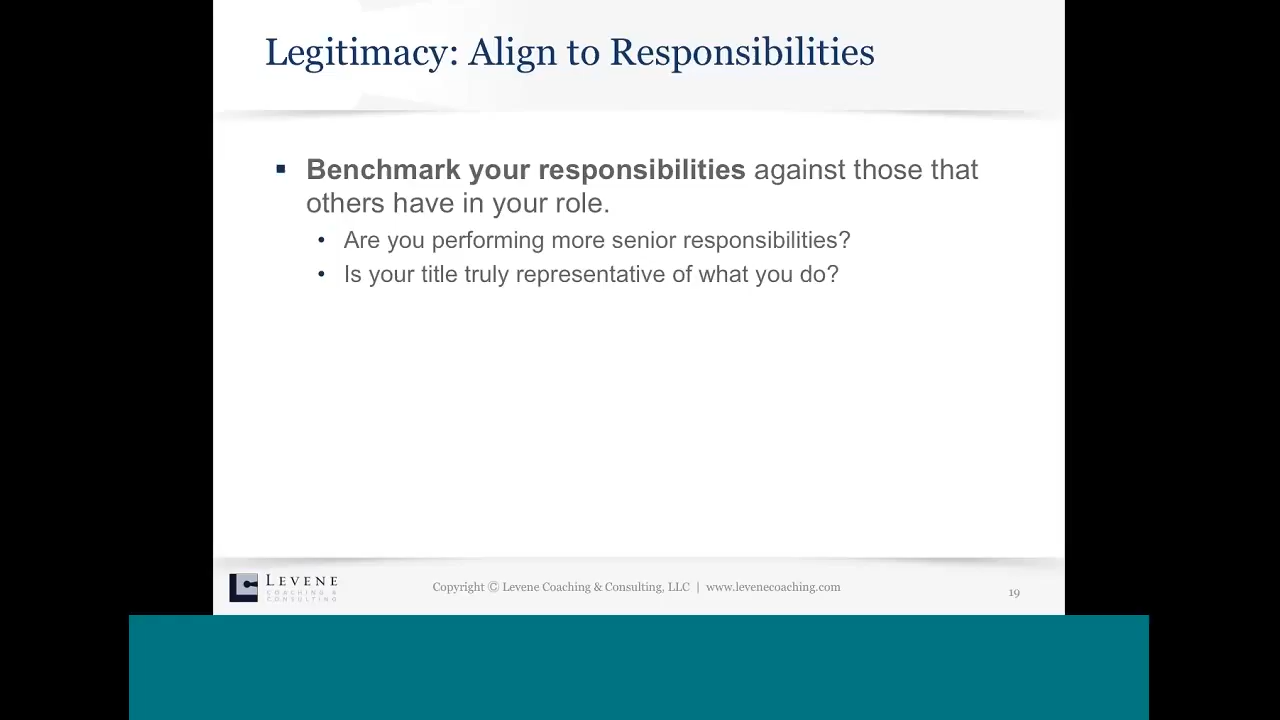 Legitimacy: Align to Responsibilities
▪ Benchmark your responsibilities against those that
others have in your role.
• Are you performing more senior responsibilities?
• Is your title truly representative of what you do?
LEVENE
COACHING &
CONSULTING
Copyright © Levene Coaching & Consulting, LLC | www.levenecoaching.com
19